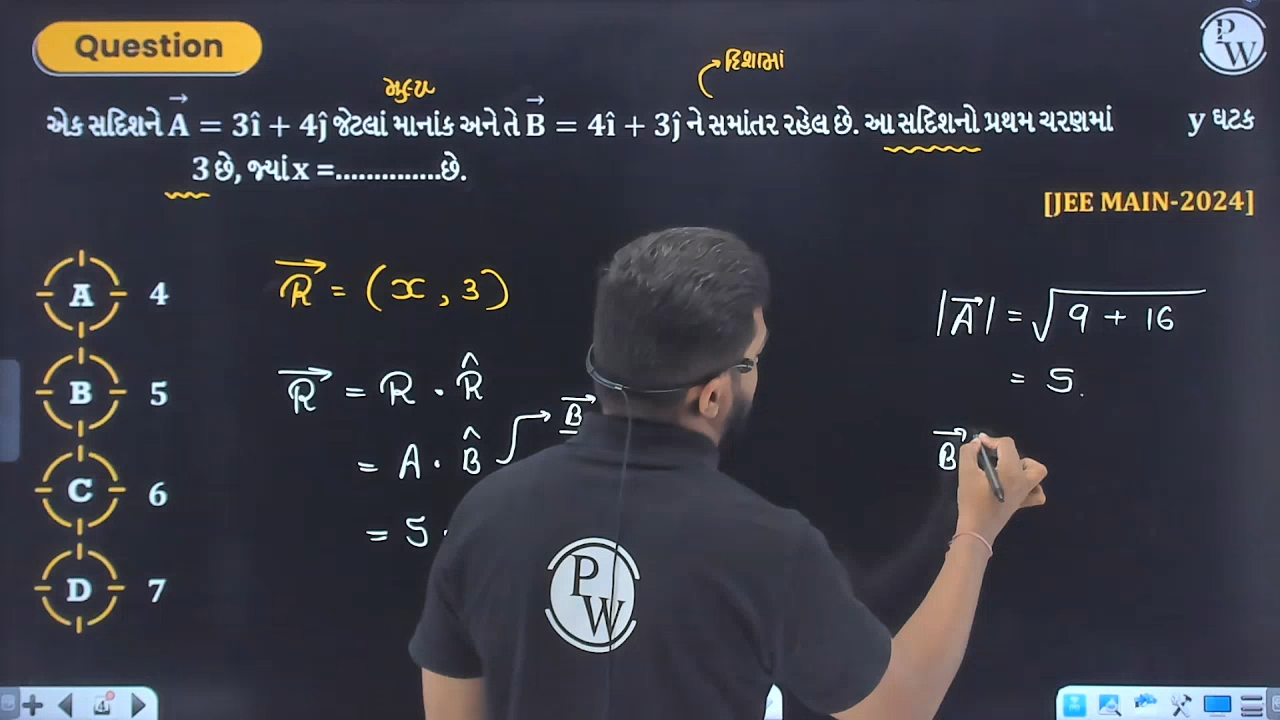 Question
PW
મુલ્ય
દિશામાં
એક સદિશને A⃗ = 3î + 4ĵ જેટલાં માનાંક અને તે B⃗ = 4î + 3ĵ ને સમાંતર રહેલ છે. આ સદિશનો પ્રથમ ચરણમાં y ઘટક
3 છે, જ્યાં x =..............છે.
[JEE MAIN-2024]
A 4
B 5
C 6
D 7
R⃗ = (x, 3)
R⃗ = R · R̂
= A · B̂ → B⃗
= 5 ·
|A⃗| = √9 + 16
= 5.
B⃗
PW